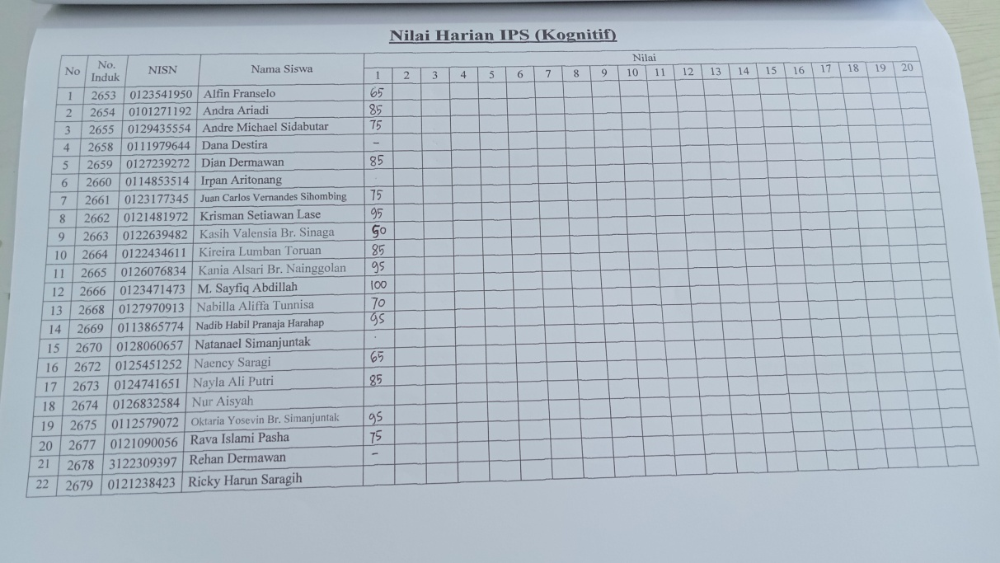 Nilai Harian IPS (Kognitif)
No No. Induk NISN Nama Siswa Nilai
1 2 3 4 5 6 7 8 9 10 11 12 13 14 15 16 17 18 19 20
1 2653 0123541950 Alfin Franselo 65
2 2654 0101271192 Andra Ariadi 85
3 2655 0129435554 Andre Michael Sidabutar 75
4 2658 0111979644 Dana Destira -
5 2659 0127239272 Dian Dermawan 85
6 2660 0114853514 Irpan Aritonang
7 2661 0123177345 Juan Carlos Vernandes Sihombing 75
8 2662 0121481972 Krisman Setiawan Lase 95
9 2663 0122639482 Kasih Valensia Br. Sinaga 50
10 2664 0122434611 Kireira Lumban Toruan 85
11 2665 0126076834 Kania Alsari Br. Nainggolan 95
12 2666 0123471473 M. Sayfiq Abdillah 100
13 2668 0127970913 Nabilla Aliffa Tunnisa 70
14 2669 0113865774 Nadib Habil Pranaja Harahap 95
15 2670 0128060657 Natanael Simanjuntak
16 2672 0125451252 Naency Saragi 65
17 2673 0124741651 Nayla Ali Putri 85
18 2674 0126832584 Nur Aisyah
19 2675 0112579072 Oktaria Yosevin Br. Simanjuntak 95
20 2677 0121090056 Rava Islami Pasha 75
21 2678 3122309397 Rehan Dermawan -
22 2679 0121238423 Ricky Harun Saragih